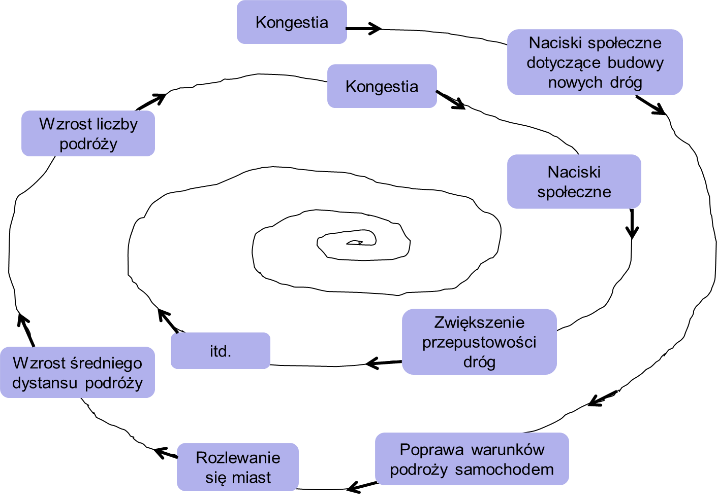 Kongestia
Naciski społeczne
dotyczące budowy
nowych dróg
Poprawa warunków
podroży samochodem
Rozlewanie
się miast
Wzrost średniego
dystansu podróży
Wzrost liczby
podróży
Kongestia
Naciski
społeczne
Zwiększenie
przepustowości
dróg
itd.